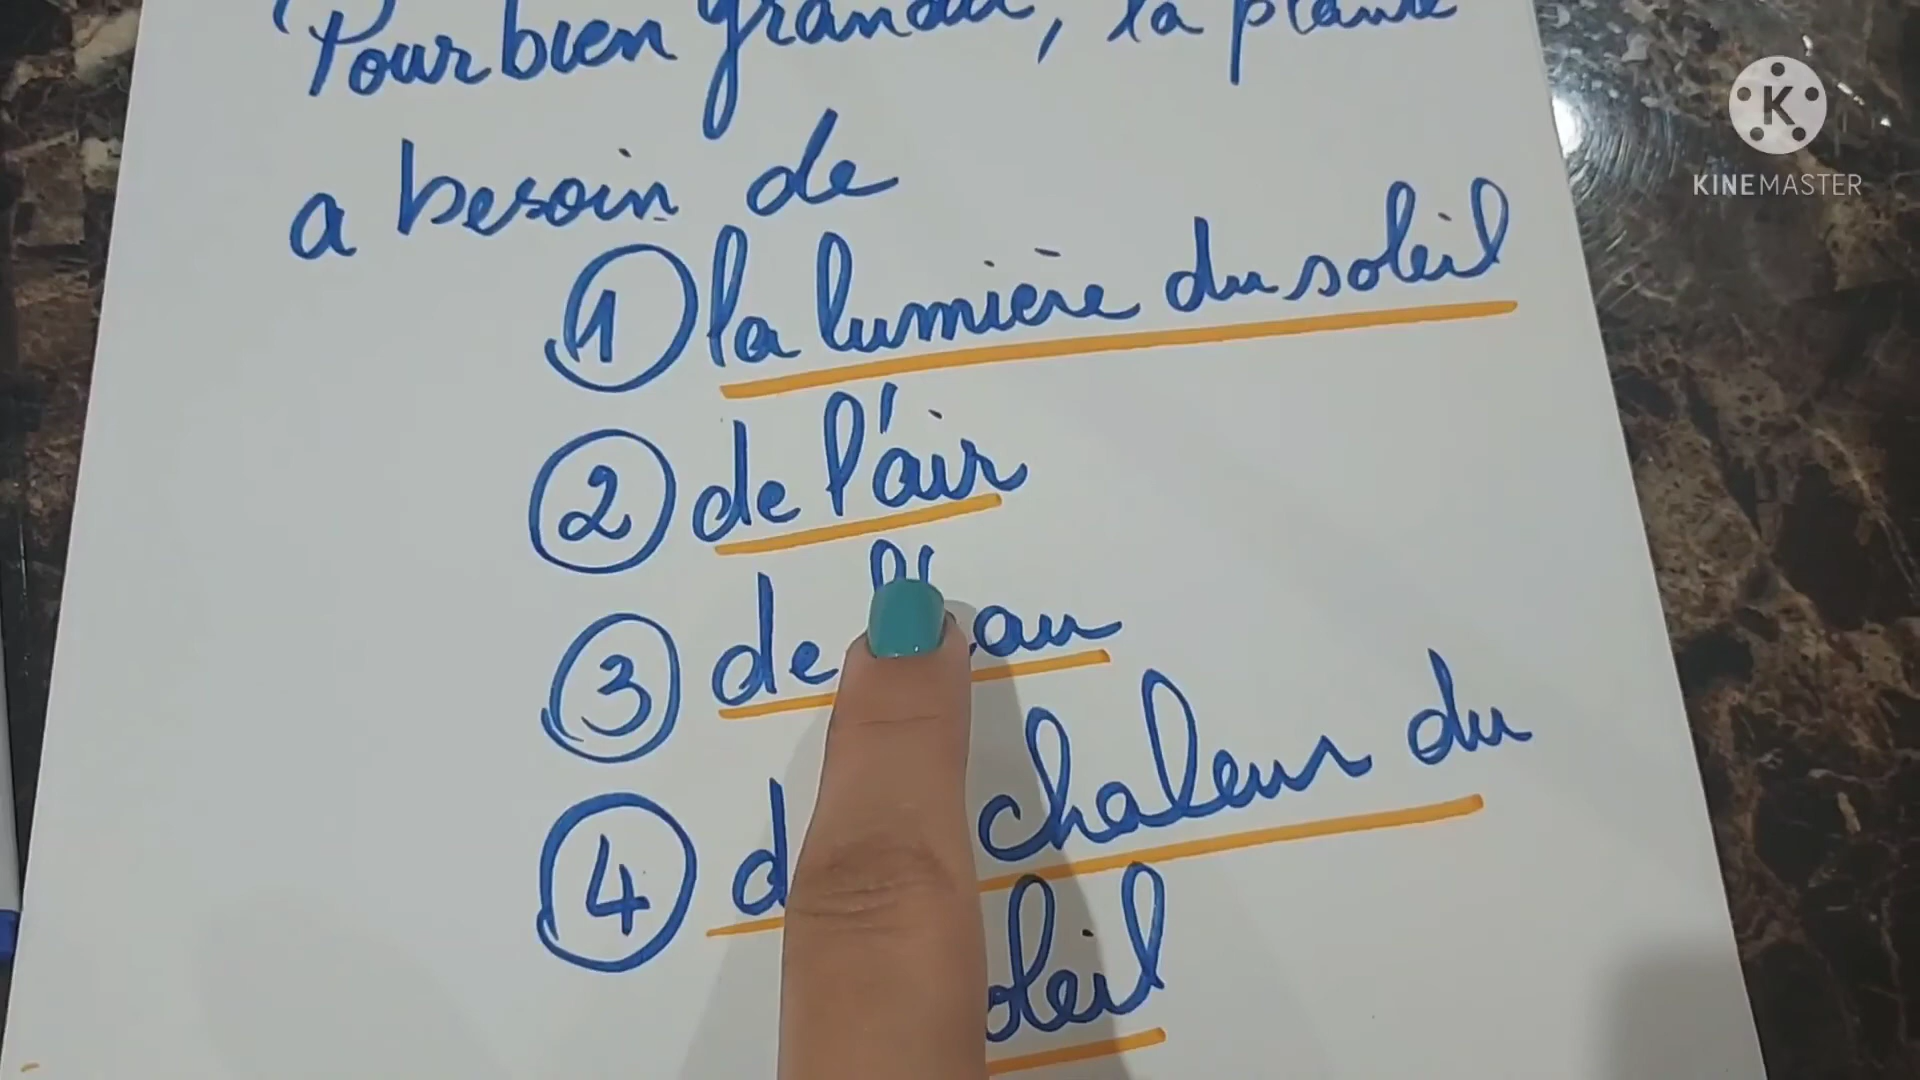 Pour bien grandir, la plante
a besoin de
1 la lumière du soleil
2 de l'air
3 de l'eau
4 chaleur du
KINEMASTER